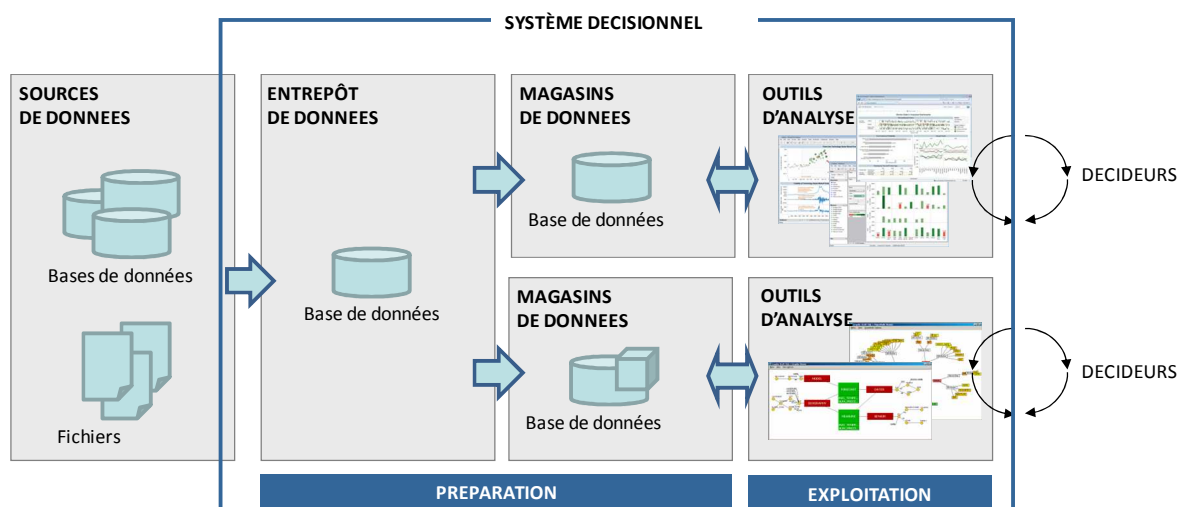 SYSTÈME DECISIONNEL
SOURCES
DE DONNEES
Bases de données
Fichiers
ENTREPÔT
DE DONNEES
Base de données
MAGASINS
DE DONNEES
Base de données
OUTILS
D'ANALYSE
DECIDEURS
MAGASINS
DE DONNEES
Base de données
OUTILS
D'ANALYSE
DECIDEURS
PREPARATION
EXPLOITATION